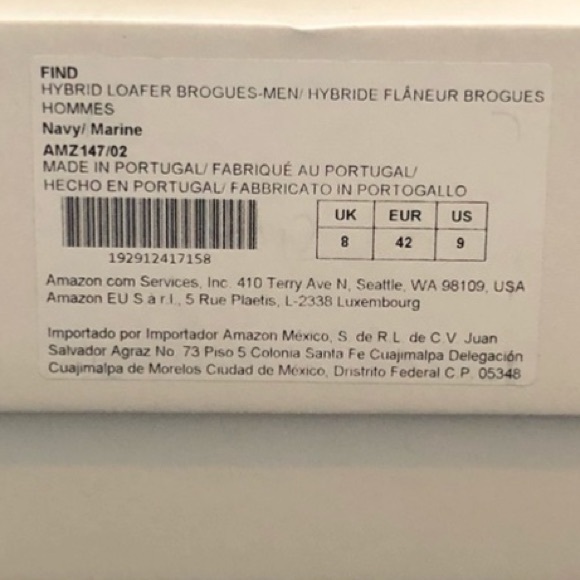 FIND
HYBRID LOAFER BROGUES-MEN/ HYBRIDE FLÂNEUR BROGUES
HOMMES
Navy/ Marine
AMZ147/02
MADE IN PORTUGAL/ FABRIQUÉ AU PORTUGAL/
HECHO EN PORTUGAL/ FABBRICATO IN PORTOGALLO
UK EUR US
8 42 9
192912417158
Amazon com Services, Inc. 410 Terry Ave N, Seattle, WA 98109, USA
Amazon EU S.à r.l., 5 Rue Plaetis, L-2338 Luxembourg
Importado por Importador Amazon México, S. de R.L. de C.V. Juan
Salvador Agraz No. 73 Piso 5 Colonia Santa Fe Cuajimalpa Delegación
Cuajimalpa de Morelos Ciudad de México, Dristrito Federal C.P. 05348